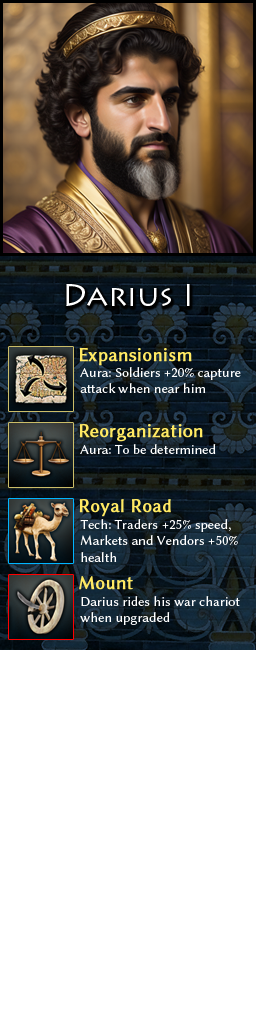 Darius I
Expansionism
Aura: Soldiers +20% capture
attack when near him
Reorganization
Aura: To be determined
Royal Road
Tech: Traders +25% speed,
Markets and Vendors +50%
health
Mount
Darius rides his war chariot
when upgraded